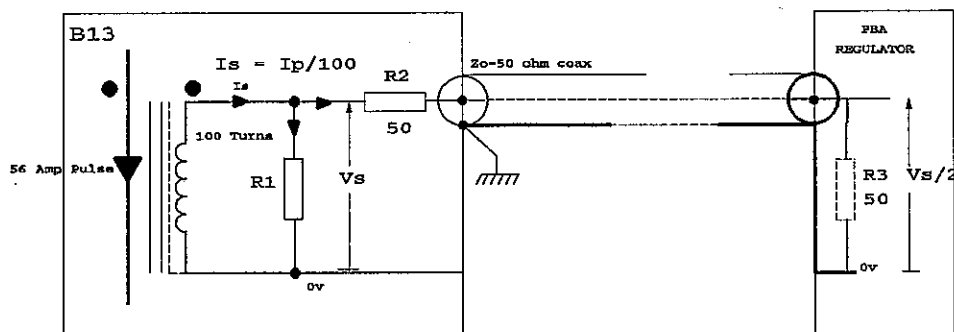 B13
PBA
REGULATOR
Is = Ip/100
R2
Zo-50 ohm coax
Is
50
100 Turns
56 Amp Pulse
R1
Vs
R3
50
Vs/2
0v
0v